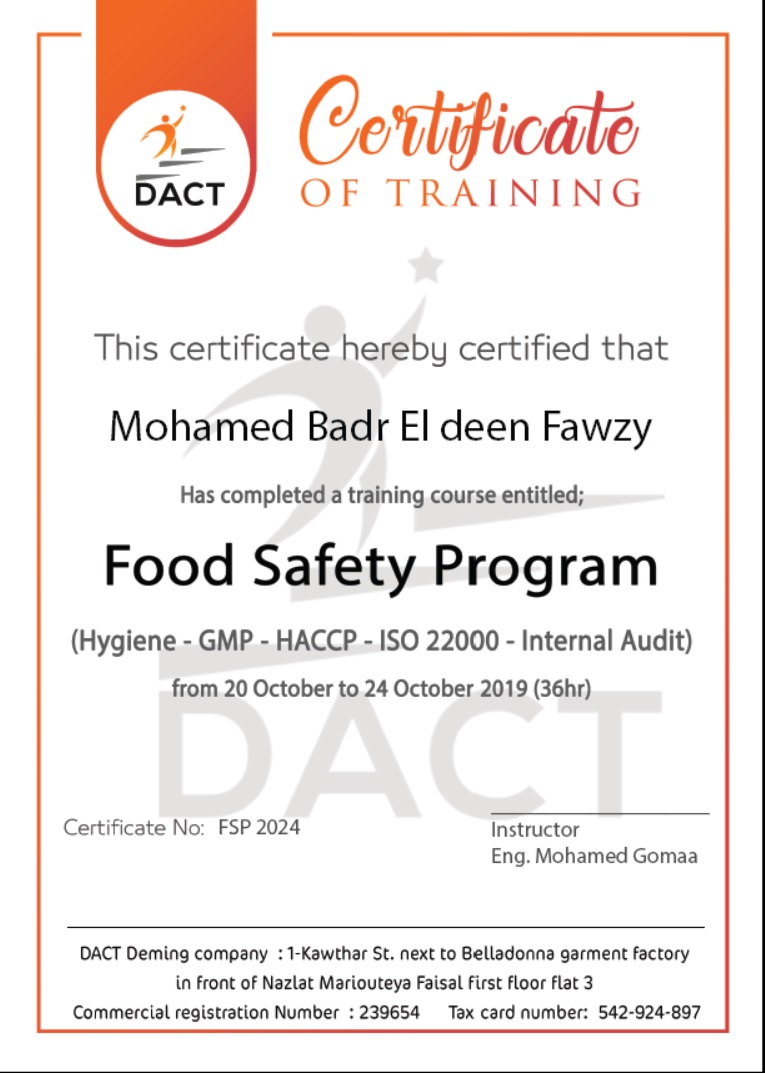 DACT
Certificate
OF TRAINING
This certificate hereby certified that
Mohamed Badr El deen Fawzy
Has completed a training course entitled;
Food Safety Program
(Hygiene - GMP - HACCP - ISO 22000 - Internal Audit)
from 20 October to 24 October 2019 (36hr)
DACT
Certificate No: FSP 2024
Instructor
Eng. Mohamed Gomaa
DACT Deming company : 1-Kawthar St. next to Belladonna garment factory
in front of Nazlat Mariouteya Faisal first floor flat 3
Commercial registration Number : 239654 Tax card number: 542-924-897